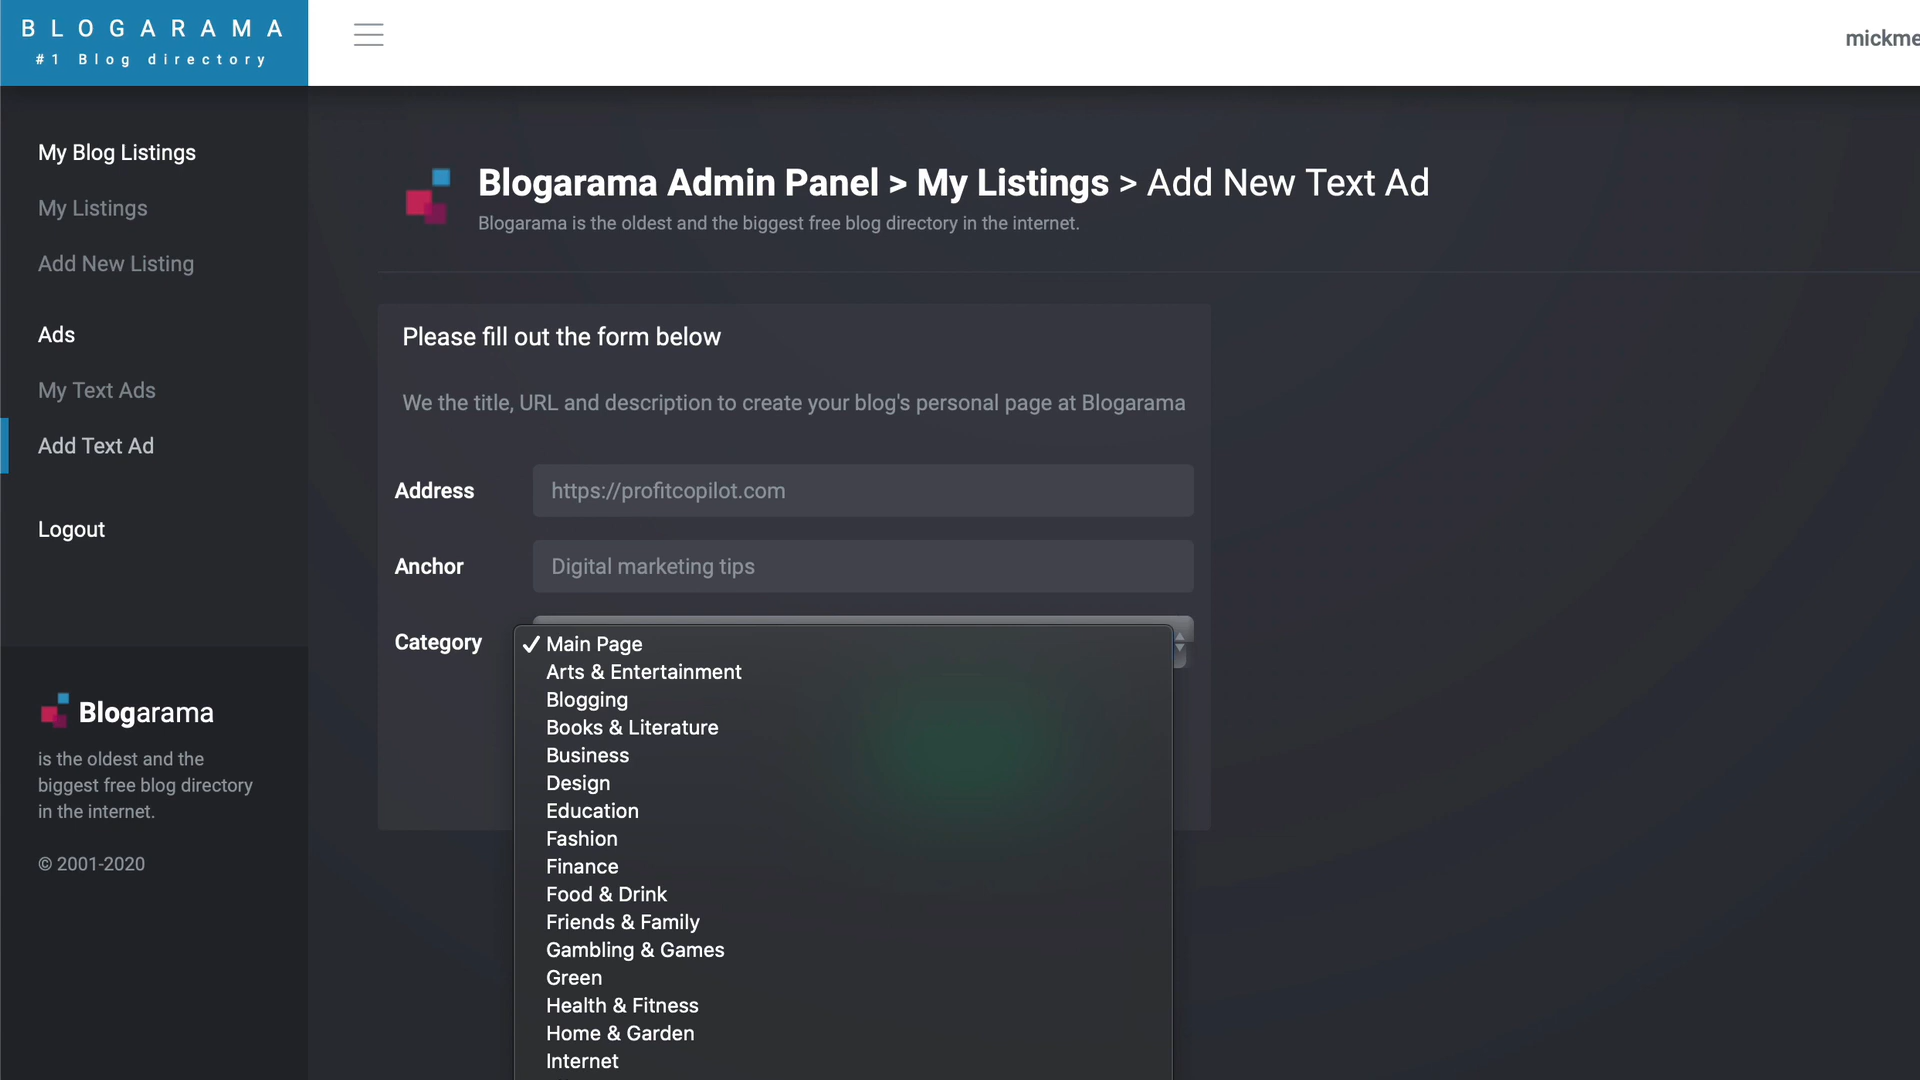 BLOGARAMA
#1 Blog directory
mickme
My Blog Listings
My Listings
Add New Listing
Ads
My Text Ads
Add Text Ad
Logout
Blogarama
is the oldest and the
biggest free blog directory
in the internet.
© 2001-2020
Blogarama Admin Panel > My Listings > Add New Text Ad
Blogarama is the oldest and the biggest free blog directory in the internet.
Please fill out the form below
We the title, URL and description to create your blog's personal page at Blogarama
Address
https://profitcopilot.com
Anchor
Digital marketing tips
Category
✓ Main Page
Arts & Entertainment
Blogging
Books & Literature
Business
Design
Education
Fashion
Finance
Food & Drink
Friends & Family
Gambling & Games
Green
Health & Fitness
Home & Garden
Internet